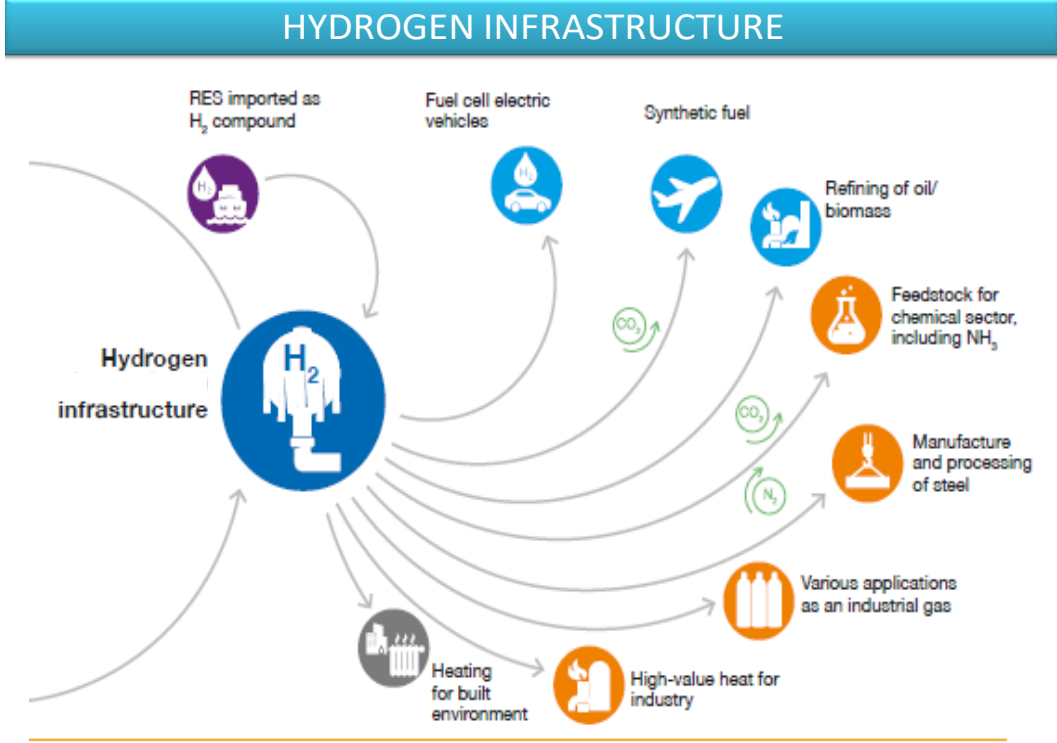 HYDROGEN INFRASTRUCTURE
RES imported as
H₂ compound
H₂
Fuel cell electric
vehicles
H₂
Synthetic fuel
Refining of oil/
biomass
Feedstock for
chemical sector,
including NH₃
CO₂
Hydrogen
infrastructure
H₂
CO₂
N₂
Manufacture
and processing
of steel
Various applications
as an industrial gas
Heating
for built
environment
High-value heat for
industry